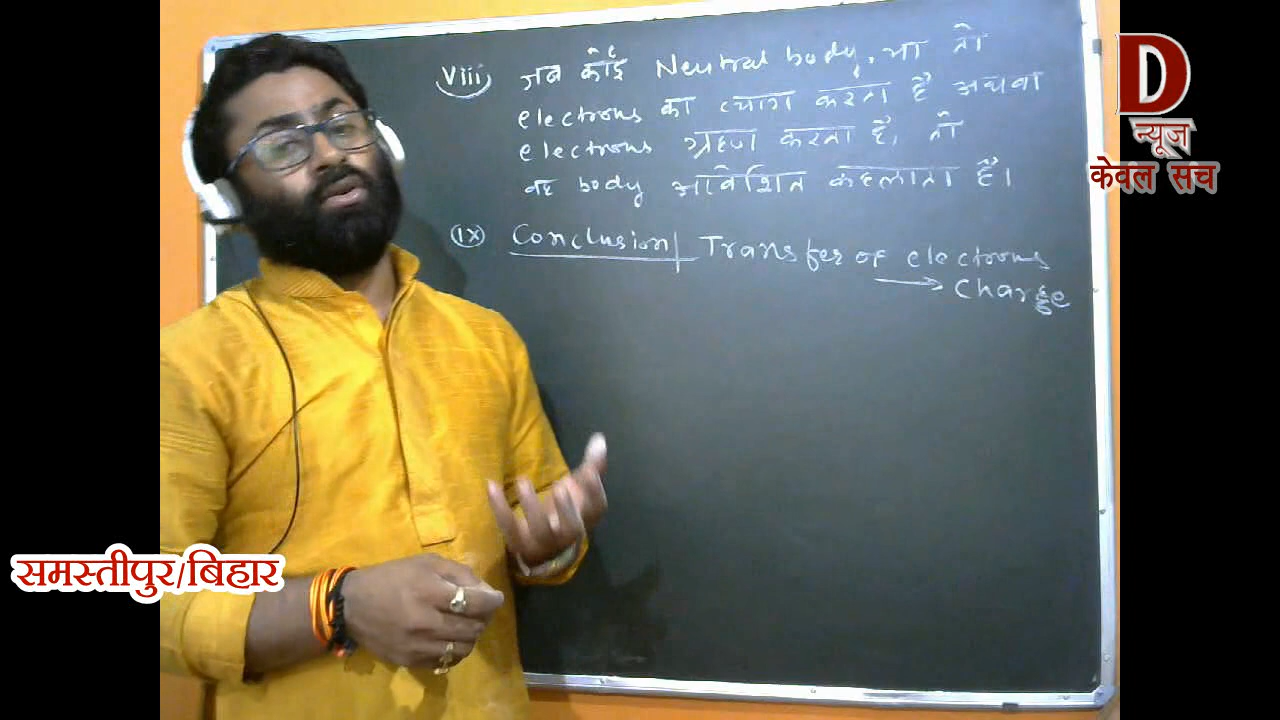 viii) जब कोई Neutral body, या तो
electrons का त्याग करता है अथवा
electrons ग्रहण करता है, तो
वह body आवेशित कहलाता है।
(ix) Conclusion | Transfer of electrons
→ Charge
D
न्यूज
केवल सच
समस्तीपुर/बिहार